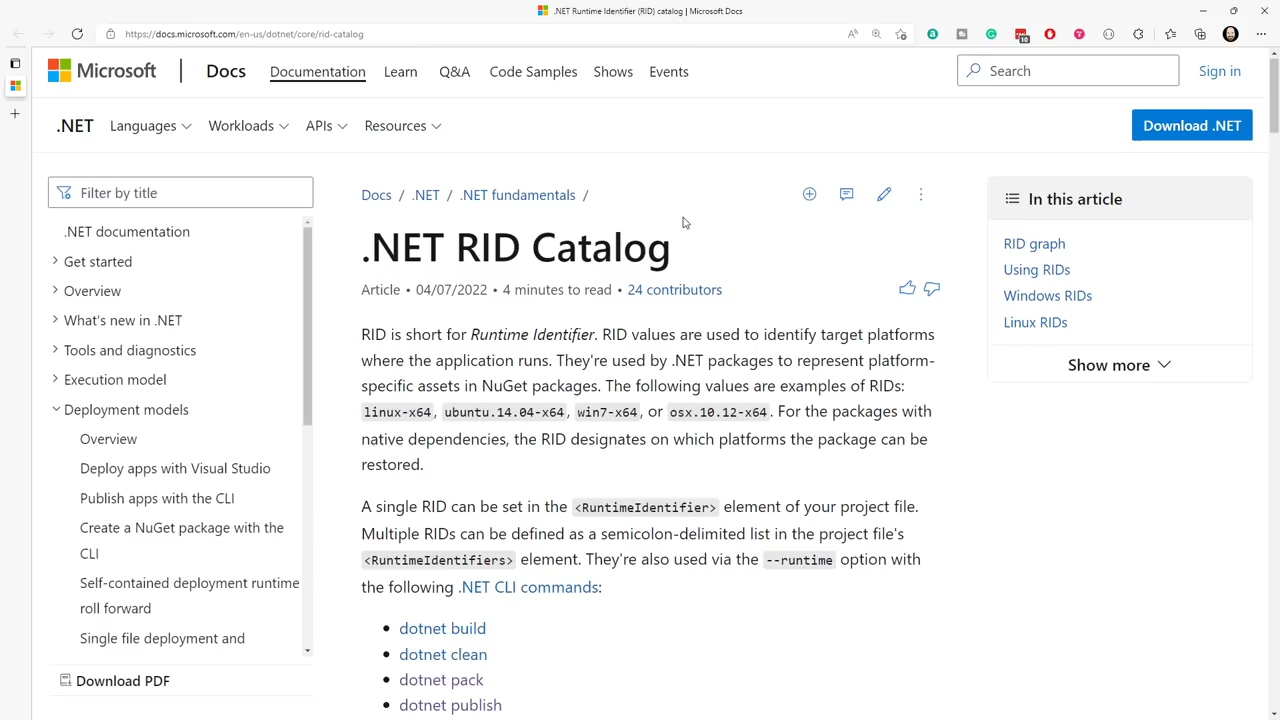 .NET Runtime Identifier (RID) catalog | Microsoft Docs
https://docs.microsoft.com/en-us/dotnet/core/rid-catalog
10
Microsoft
Docs
Documentation Learn Q&A Code Samples Shows Events
Search
Sign in
.NET Languages Workloads APIs Resources
Download .NET
Filter by title
.NET documentation
Get started
Overview
What's new in .NET
Tools and diagnostics
Execution model
Deployment models
Overview
Deploy apps with Visual Studio
Publish apps with the CLI
Create a NuGet package with the
CLI
Self-contained deployment runtime
roll forward
Single file deployment and
Download PDF
Docs / .NET / .NET fundamentals /
.NET RID Catalog
Article • 04/07/2022 • 4 minutes to read • 24 contributors
RID is short for Runtime Identifier. RID values are used to identify target platforms
where the application runs. They're used by .NET packages to represent platform-
specific assets in NuGet packages. The following values are examples of RIDs:
linux-x64, ubuntu.14.04-x64, win7-x64, or osx.10.12-x64. For the packages with
native dependencies, the RID designates on which platforms the package can be
restored.
A single RID can be set in the <RuntimeIdentifier> element of your project file.
Multiple RIDs can be defined as a semicolon-delimited list in the project file's
<RuntimeIdentifiers> element. They're also used via the --runtime option with
the following .NET CLI commands:
• dotnet build
• dotnet clean
• dotnet pack
• dotnet publish
In this article
RID graph
Using RIDs
Windows RIDs
Linux RIDs
Show more